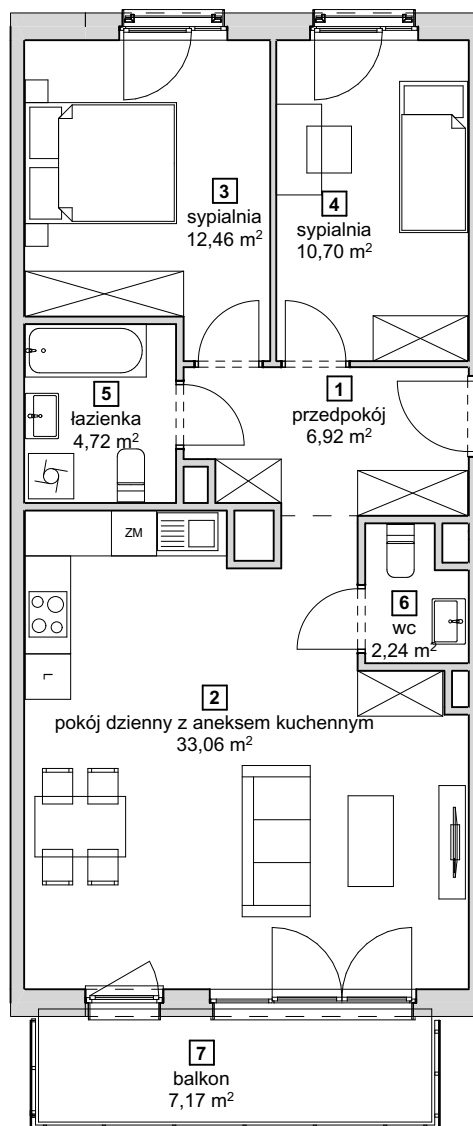 3
sypialnia
12,46 m²
4
sypialnia
10,70 m²
1
przedpokój
6,92 m²
5
łazienka
4,72 m²
ZM
6
wc
2,24 m²
L
2
pokój dzienny z aneksem kuchennym
33,06 m²
7
balkon
7,17 m²